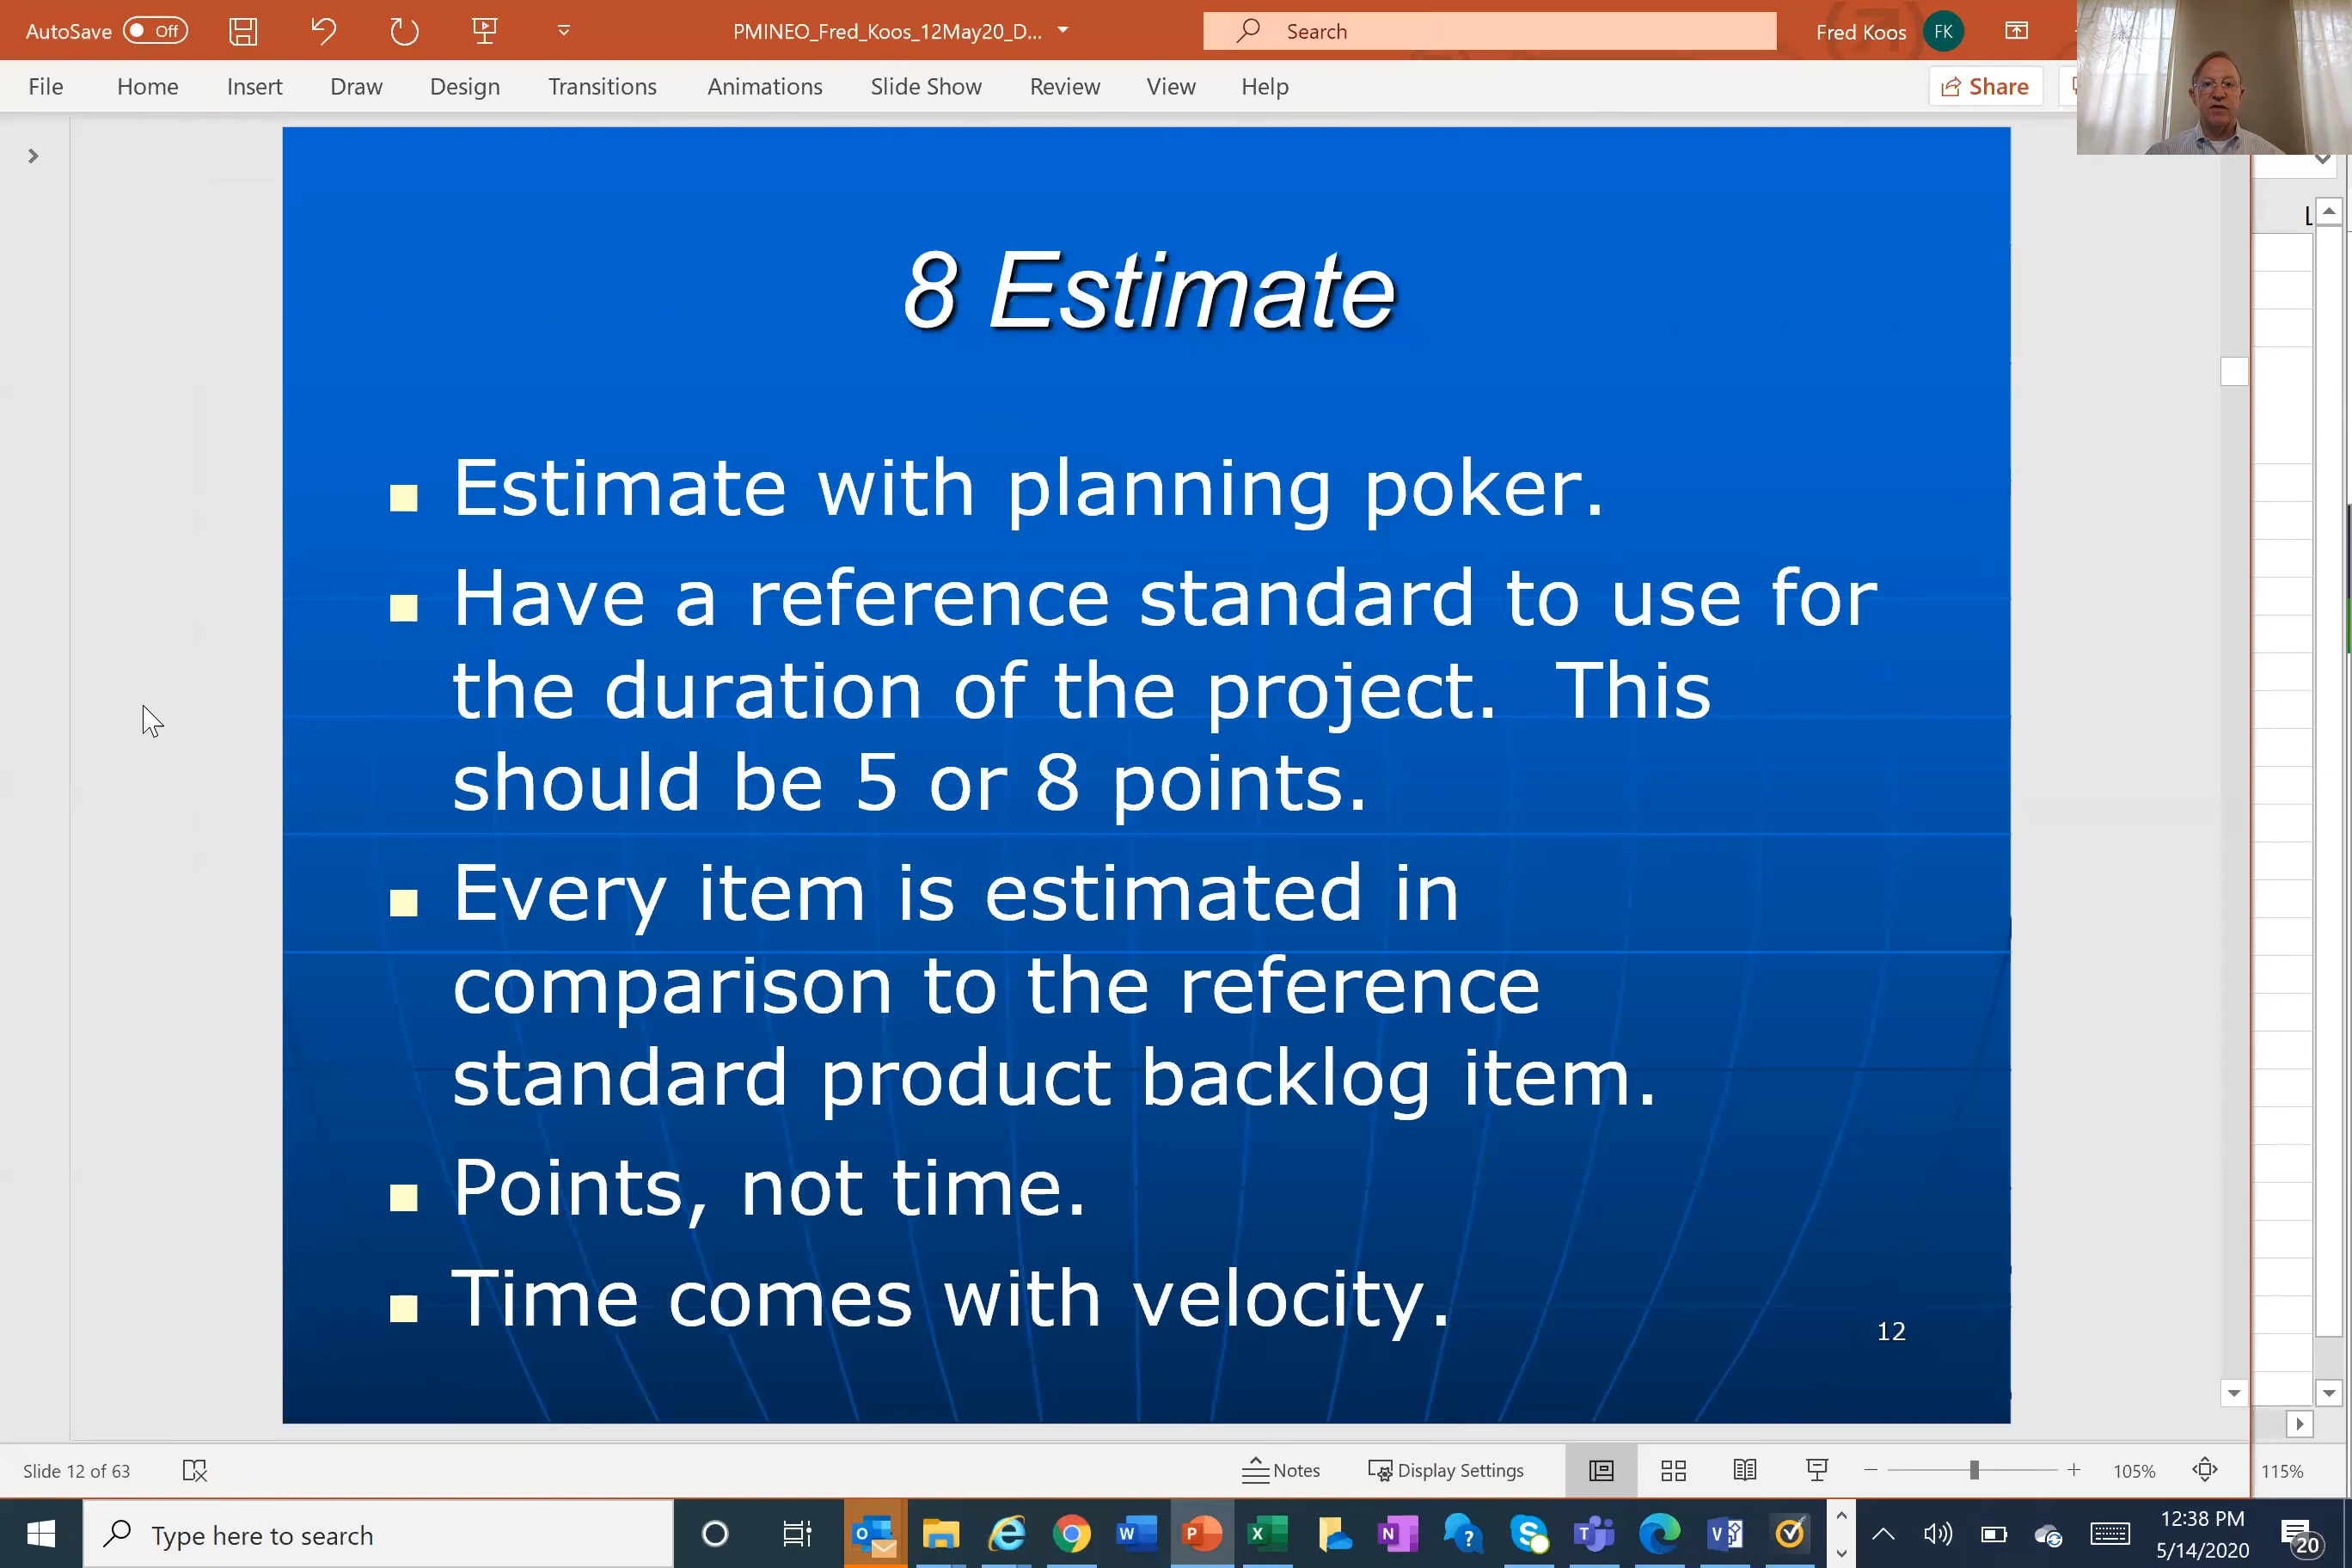 AutoSave Off PMINEO_Fred_Koos_12May20_D... Search Fred Koos FK
File Home Insert Draw Design Transitions Animations Slide Show Review View Help Share
L
8 Estimate
Estimate with planning poker.
Have a reference standard to use for
the duration of the project. This
should be 5 or 8 points.
Every item is estimated in
comparison to the reference
standard product backlog item.
Points, not time.
Time comes with velocity.
12
Slide 12 of 63 Notes Display Settings 105% 115%
Type here to search
12:38 PM
5/14/2020
20